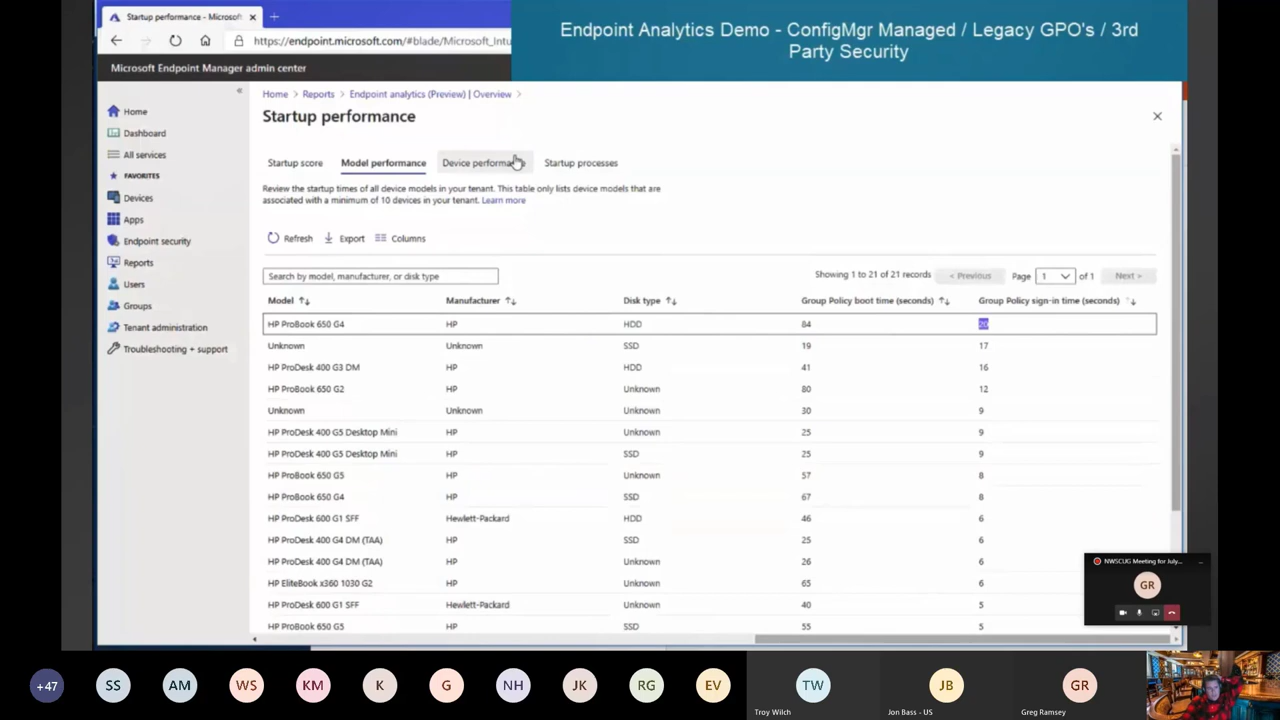 Startup performance - Microsoft
https://endpoint.microsoft.com/#blade/Microsoft_Intu
Endpoint Analytics Demo - ConfigMgr Managed / Legacy GPO's / 3rd
Party Security
Microsoft Endpoint Manager admin center
Home > Reports > Endpoint analytics (Preview) | Overview >
Startup performance
Home
Dashboard
All services
FAVORITES
Devices
Apps
Endpoint security
Reports
Users
Groups
Tenant administration
Troubleshooting + support
Startup score Model performance Device performance Startup processes
Review the startup times of all device models in your tenant. This table only lists device models that are
associated with a minimum of 10 devices in your tenant. Learn more
Refresh Export Columns
Search by model, manufacturer, or disk type Showing 1 to 21 of 21 records < Previous Page 1 of 1 Next >
Model Manufacturer Disk type Group Policy boot time (seconds) Group Policy sign-in time (seconds)
HP ProBook 650 G4 HP HDD 84 20
Unknown Unknown SSD 19 17
HP ProDesk 400 G3 DM HP HDD 41 16
HP ProBook 650 G2 HP Unknown 80 12
Unknown Unknown Unknown 30 9
HP ProDesk 400 G5 Desktop Mini HP Unknown 25 9
HP ProDesk 400 G5 Desktop Mini HP SSD 25 9
HP ProBook 650 G5 HP Unknown 57 8
HP ProBook 650 G4 HP SSD 67 8
HP ProDesk 600 G1 SFF Hewlett-Packard HDD 46 6
HP ProDesk 400 G4 DM (TAA) HP SSD 25 6
HP ProDesk 400 G4 DM (TAA) HP Unknown 26 6
HP EliteBook x360 1030 G2 HP Unknown 65 6
HP ProDesk 600 G1 SFF Hewlett-Packard Unknown 40 5
HP ProBook 650 G5 HP SSD 55 5
NWSCUG Meeting for July...
GR
+47 SS AM WS KM K G NH JK RG EV TW JB GR
Troy Wilch Jon Bass - US Greg Ramsey